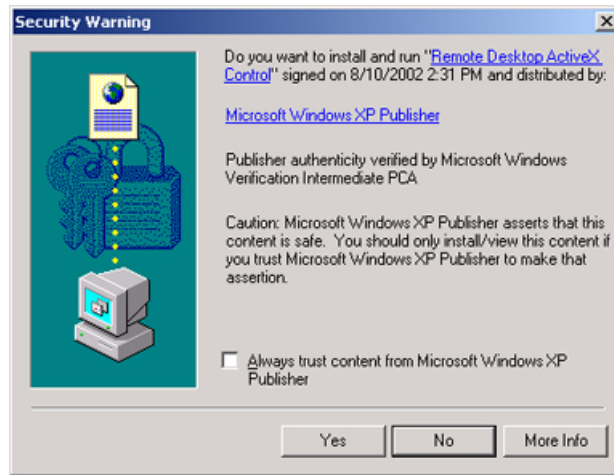 Security Warning
Do you want to install and run "Remote Desktop ActiveX
Control" signed on 8/10/2002 2:31 PM and distributed by:
Microsoft Windows XP Publisher
Publisher authenticity verified by Microsoft Windows
Verification Intermediate PCA
Caution: Microsoft Windows XP Publisher asserts that this
content is safe.  You should only install/view this content if
you trust Microsoft Windows XP Publisher to make that
assertion.
Always trust content from Microsoft Windows XP
Publisher
Yes
No
More Info